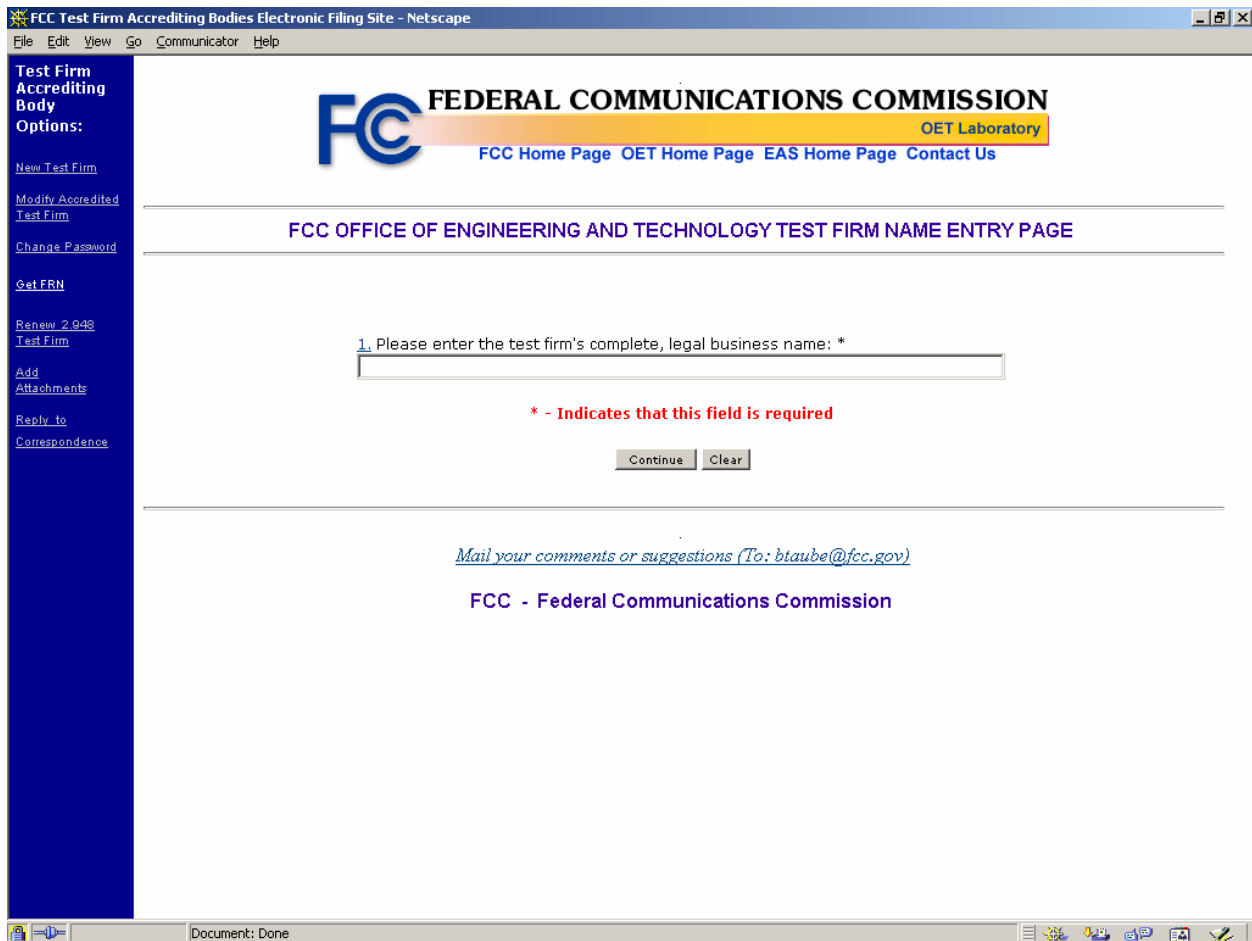 FCC Test Firm Accrediting Bodies Electronic Filing Site - Netscape
File Edit View Go Communicator Help
Test Firm
Accrediting
Body
Options:
New Test Firm
Modify Accredited
Test Firm
Change Password
Get FRN
Renew 2.948
Test Firm
Add
Attachments
Reply to
Correspondence
FCC
FEDERAL COMMUNICATIONS COMMISSION
OET Laboratory
FCC Home Page OET Home Page EAS Home Page Contact Us
FCC OFFICE OF ENGINEERING AND TECHNOLOGY TEST FIRM NAME ENTRY PAGE
1. Please enter the test firm's complete, legal business name: *
* - Indicates that this field is required
Continue Clear
Mail your comments or suggestions (To: btaube@fcc.gov)
FCC - Federal Communications Commission
Document: Done